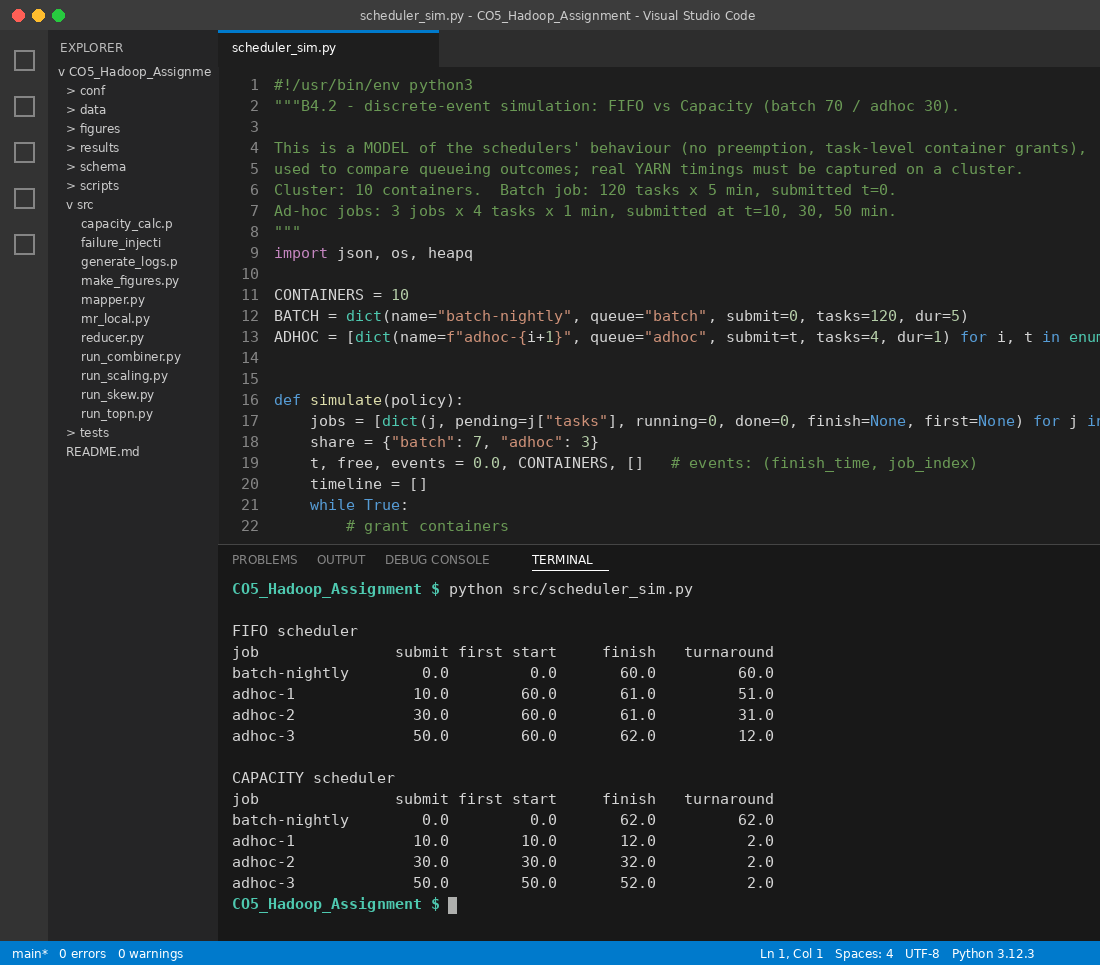 scheduler_sim.py - CO5_Hadoop_Assignment - Visual Studio Code
EXPLORER
v CO5_Hadoop_Assignme
> conf
> data
> figures
> results
> schema
> scripts
v src
capacity_calc.p
failure_injecti
generate_logs.p
make_figures.py
mapper.py
mr_local.py
reducer.py
run_combiner.py
run_scaling.py
run_skew.py
run_topn.py
> tests
README.md
scheduler_sim.py
1 #!/usr/bin/env python3
2 """B4.2 - discrete-event simulation: FIFO vs Capacity (batch 70 / adhoc 30).
3
4 This is a MODEL of the schedulers' behaviour (no preemption, task-level container grants),
5 used to compare queueing outcomes; real YARN timings must be captured on a cluster.
6 Cluster: 10 containers.  Batch job: 120 tasks x 5 min, submitted t=0.
7 Ad-hoc jobs: 3 jobs x 4 tasks x 1 min, submitted at t=10, 30, 50 min.
8 """
9 import json, os, heapq
10
11 CONTAINERS = 10
12 BATCH = dict(name="batch-nightly", queue="batch", submit=0, tasks=120, dur=5)
13 ADHOC = [dict(name=f"adhoc-{i+1}", queue="adhoc", submit=t, tasks=4, dur=1) for i, t in enum
14
15
16 def simulate(policy):
17     jobs = [dict(j, pending=j["tasks"], running=0, done=0, finish=None, first=None) for j in
18     share = {"batch": 7, "adhoc": 3}
19     t, free, events = 0.0, CONTAINERS, []   # events: (finish_time, job_index)
20     timeline = []
21     while True:
22         # grant containers
PROBLEMS OUTPUT DEBUG CONSOLE TERMINAL
CO5_Hadoop_Assignment $ python src/scheduler_sim.py
FIFO scheduler
job submit first start finish turnaround
batch-nightly 0.0 0.0 60.0 60.0
adhoc-1 10.0 60.0 61.0 51.0
adhoc-2 30.0 60.0 61.0 31.0
adhoc-3 50.0 60.0 62.0 12.0
CAPACITY scheduler
job submit first start finish turnaround
batch-nightly 0.0 0.0 62.0 62.0
adhoc-1 10.0 10.0 12.0 2.0
adhoc-2 30.0 30.0 32.0 2.0
adhoc-3 50.0 50.0 52.0 2.0
CO5_Hadoop_Assignment $
main* 0 errors 0 warnings Ln 1, Col 1 Spaces: 4 UTF-8 Python 3.12.3